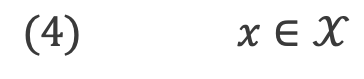 (4) x ∈ 𝒳